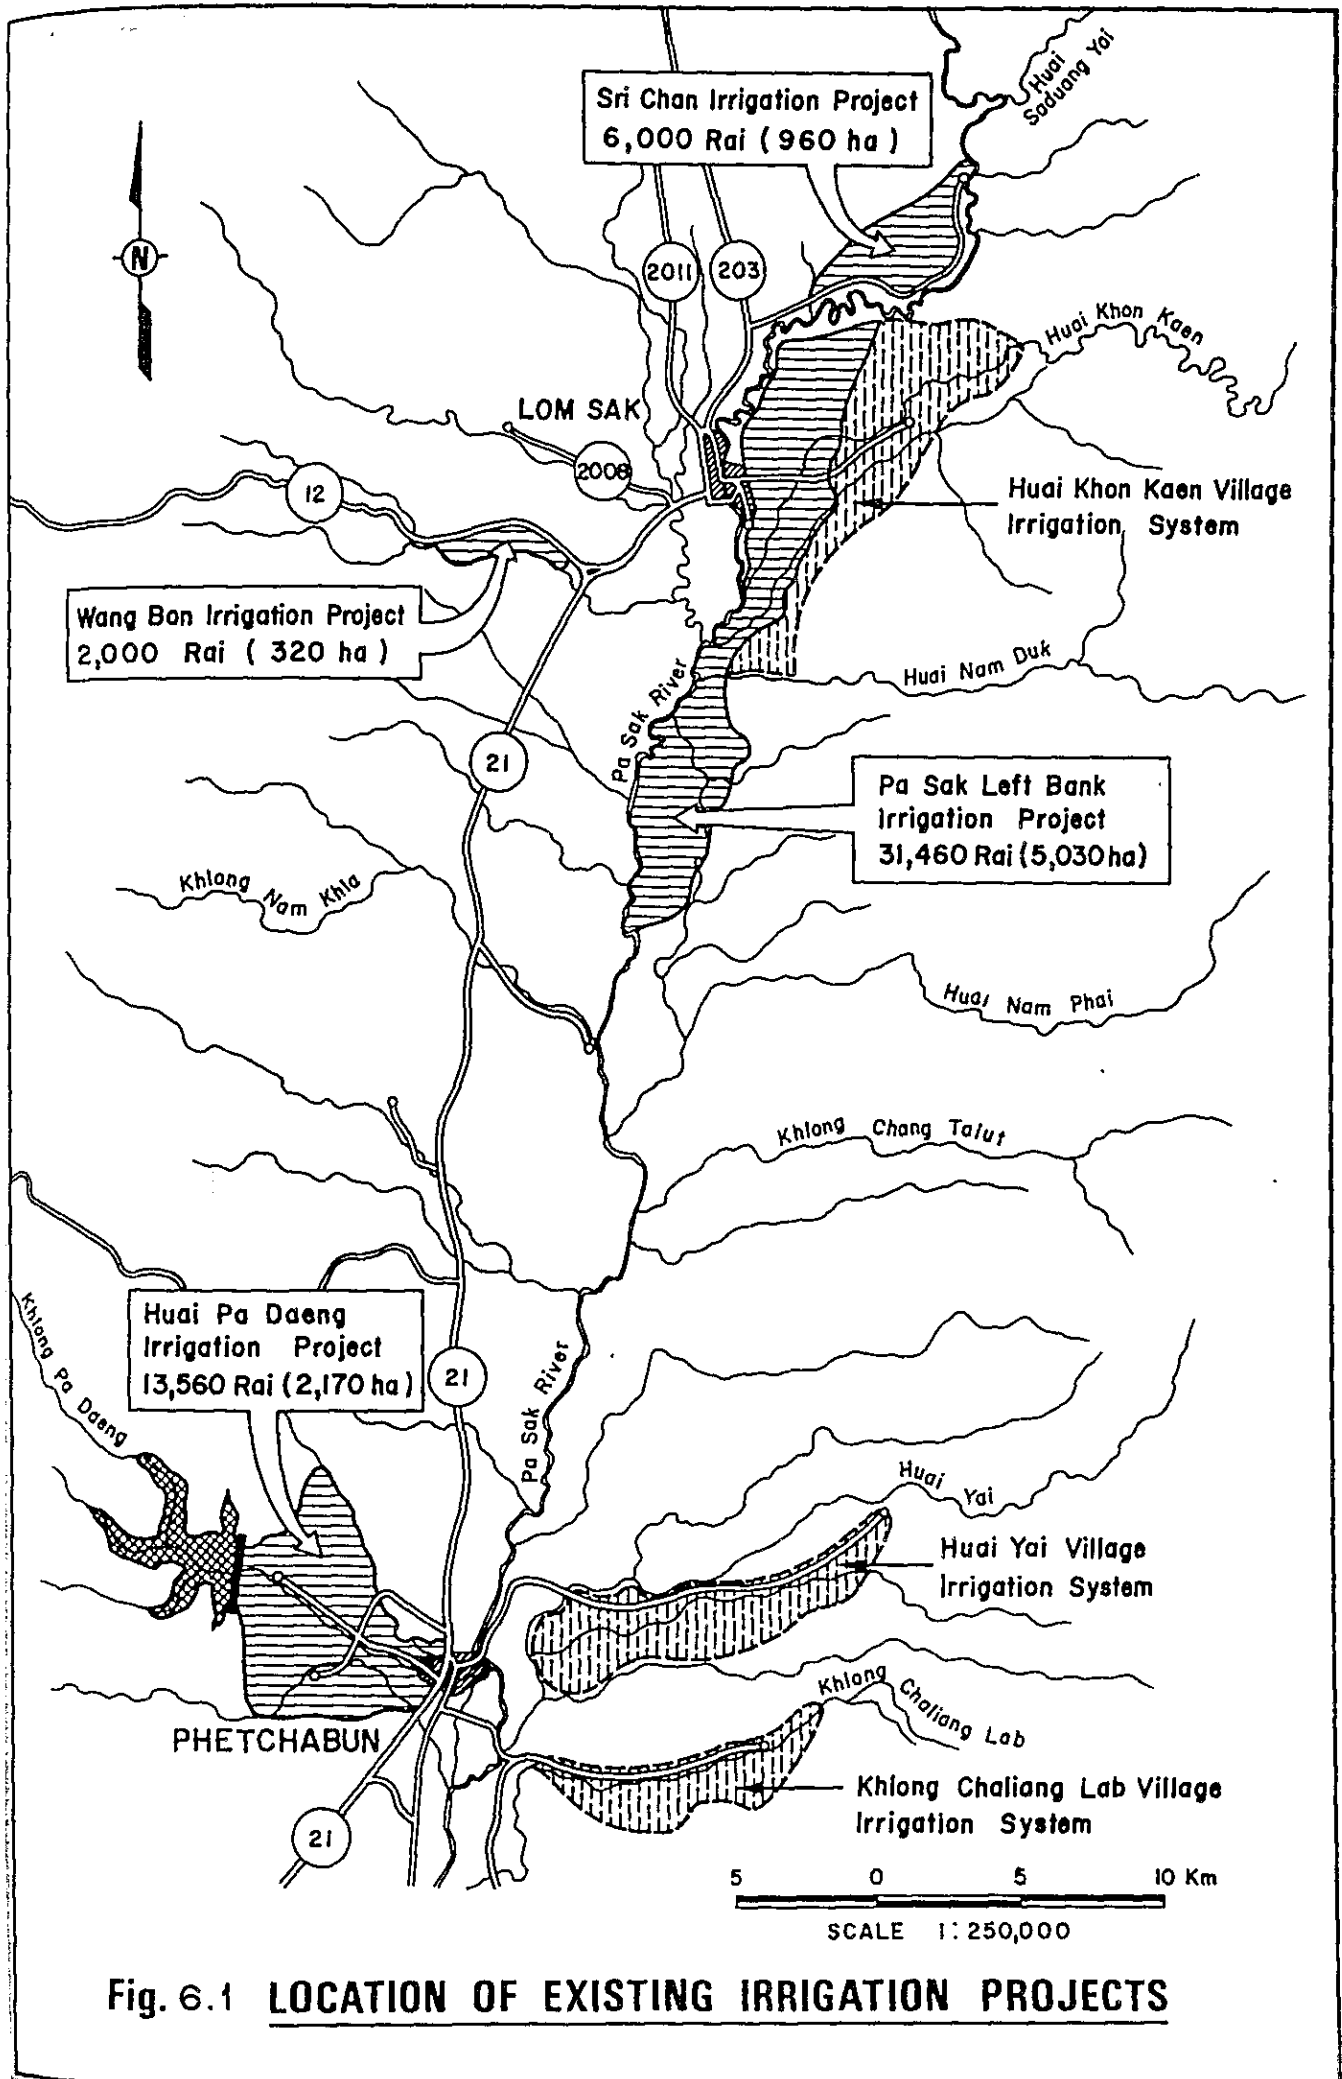 Huai
Saduang Yai
Sri Chan Irrigation Project
6,000 Rai ( 960 ha )
N
2011
203
Huai Khon Kaen
LOM SAK
2008
12
Huai Khon Kaen Village
Irrigation System
Wang Bon Irrigation Project
2,000 Rai ( 320 ha )
Huai Nam Duk
Pa Sak River
21
Pa Sak Left Bank
Irrigation Project
31,460 Rai (5,030 ha)
Khlong Nam Khla
Huai Nam Phai
Khlong Chang Talut
Huai Pa Daeng
Irrigation Project
13,560 Rai (2,170 ha)
Khlong Pa Daeng
21
Pa Sak River
Huai Yai
Huai Yai Village
Irrigation System
Khlong Chaliang Lab
PHETCHABUN
Khlong Chaliang Lab Village
Irrigation System
21
5 0 5 10 Km
SCALE 1:250,000
Fig. 6.1 LOCATION OF EXISTING IRRIGATION PROJECTS